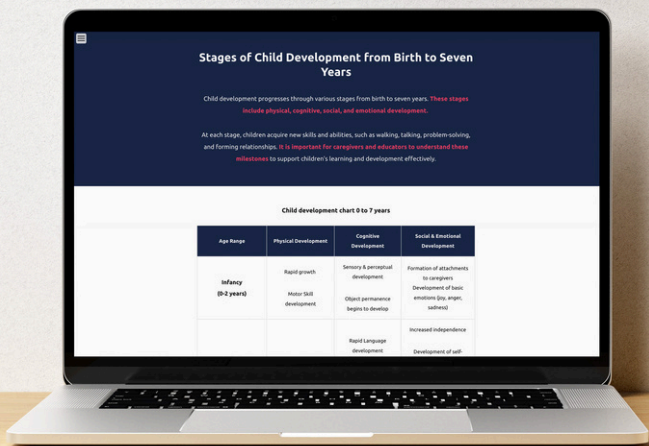 Stages of Child Development from Birth to Seven
Years
Child development progresses through various stages from birth to seven years. These stages
include physical, cognitive, social, and emotional development.
At each stage, children acquire new skills and abilities, such as walking, talking, problem-solving,
and forming relationships. It is important for caregivers and educators to understand these
milestones to support children's learning and development effectively.
Child development chart 0 to 7 years
Age Range
Physical Development
Cognitive
Development
Social & Emotional
Development
Infancy
(0-2 years)
Rapid growth
Motor Skill
development
Sensory & perceptual
development
Object permanence
begins to develop
Formation of attachments
to caregivers
Development of basic
emotions (joy, anger,
sadness)
Rapid Language
development
Increased independence
Development of self-